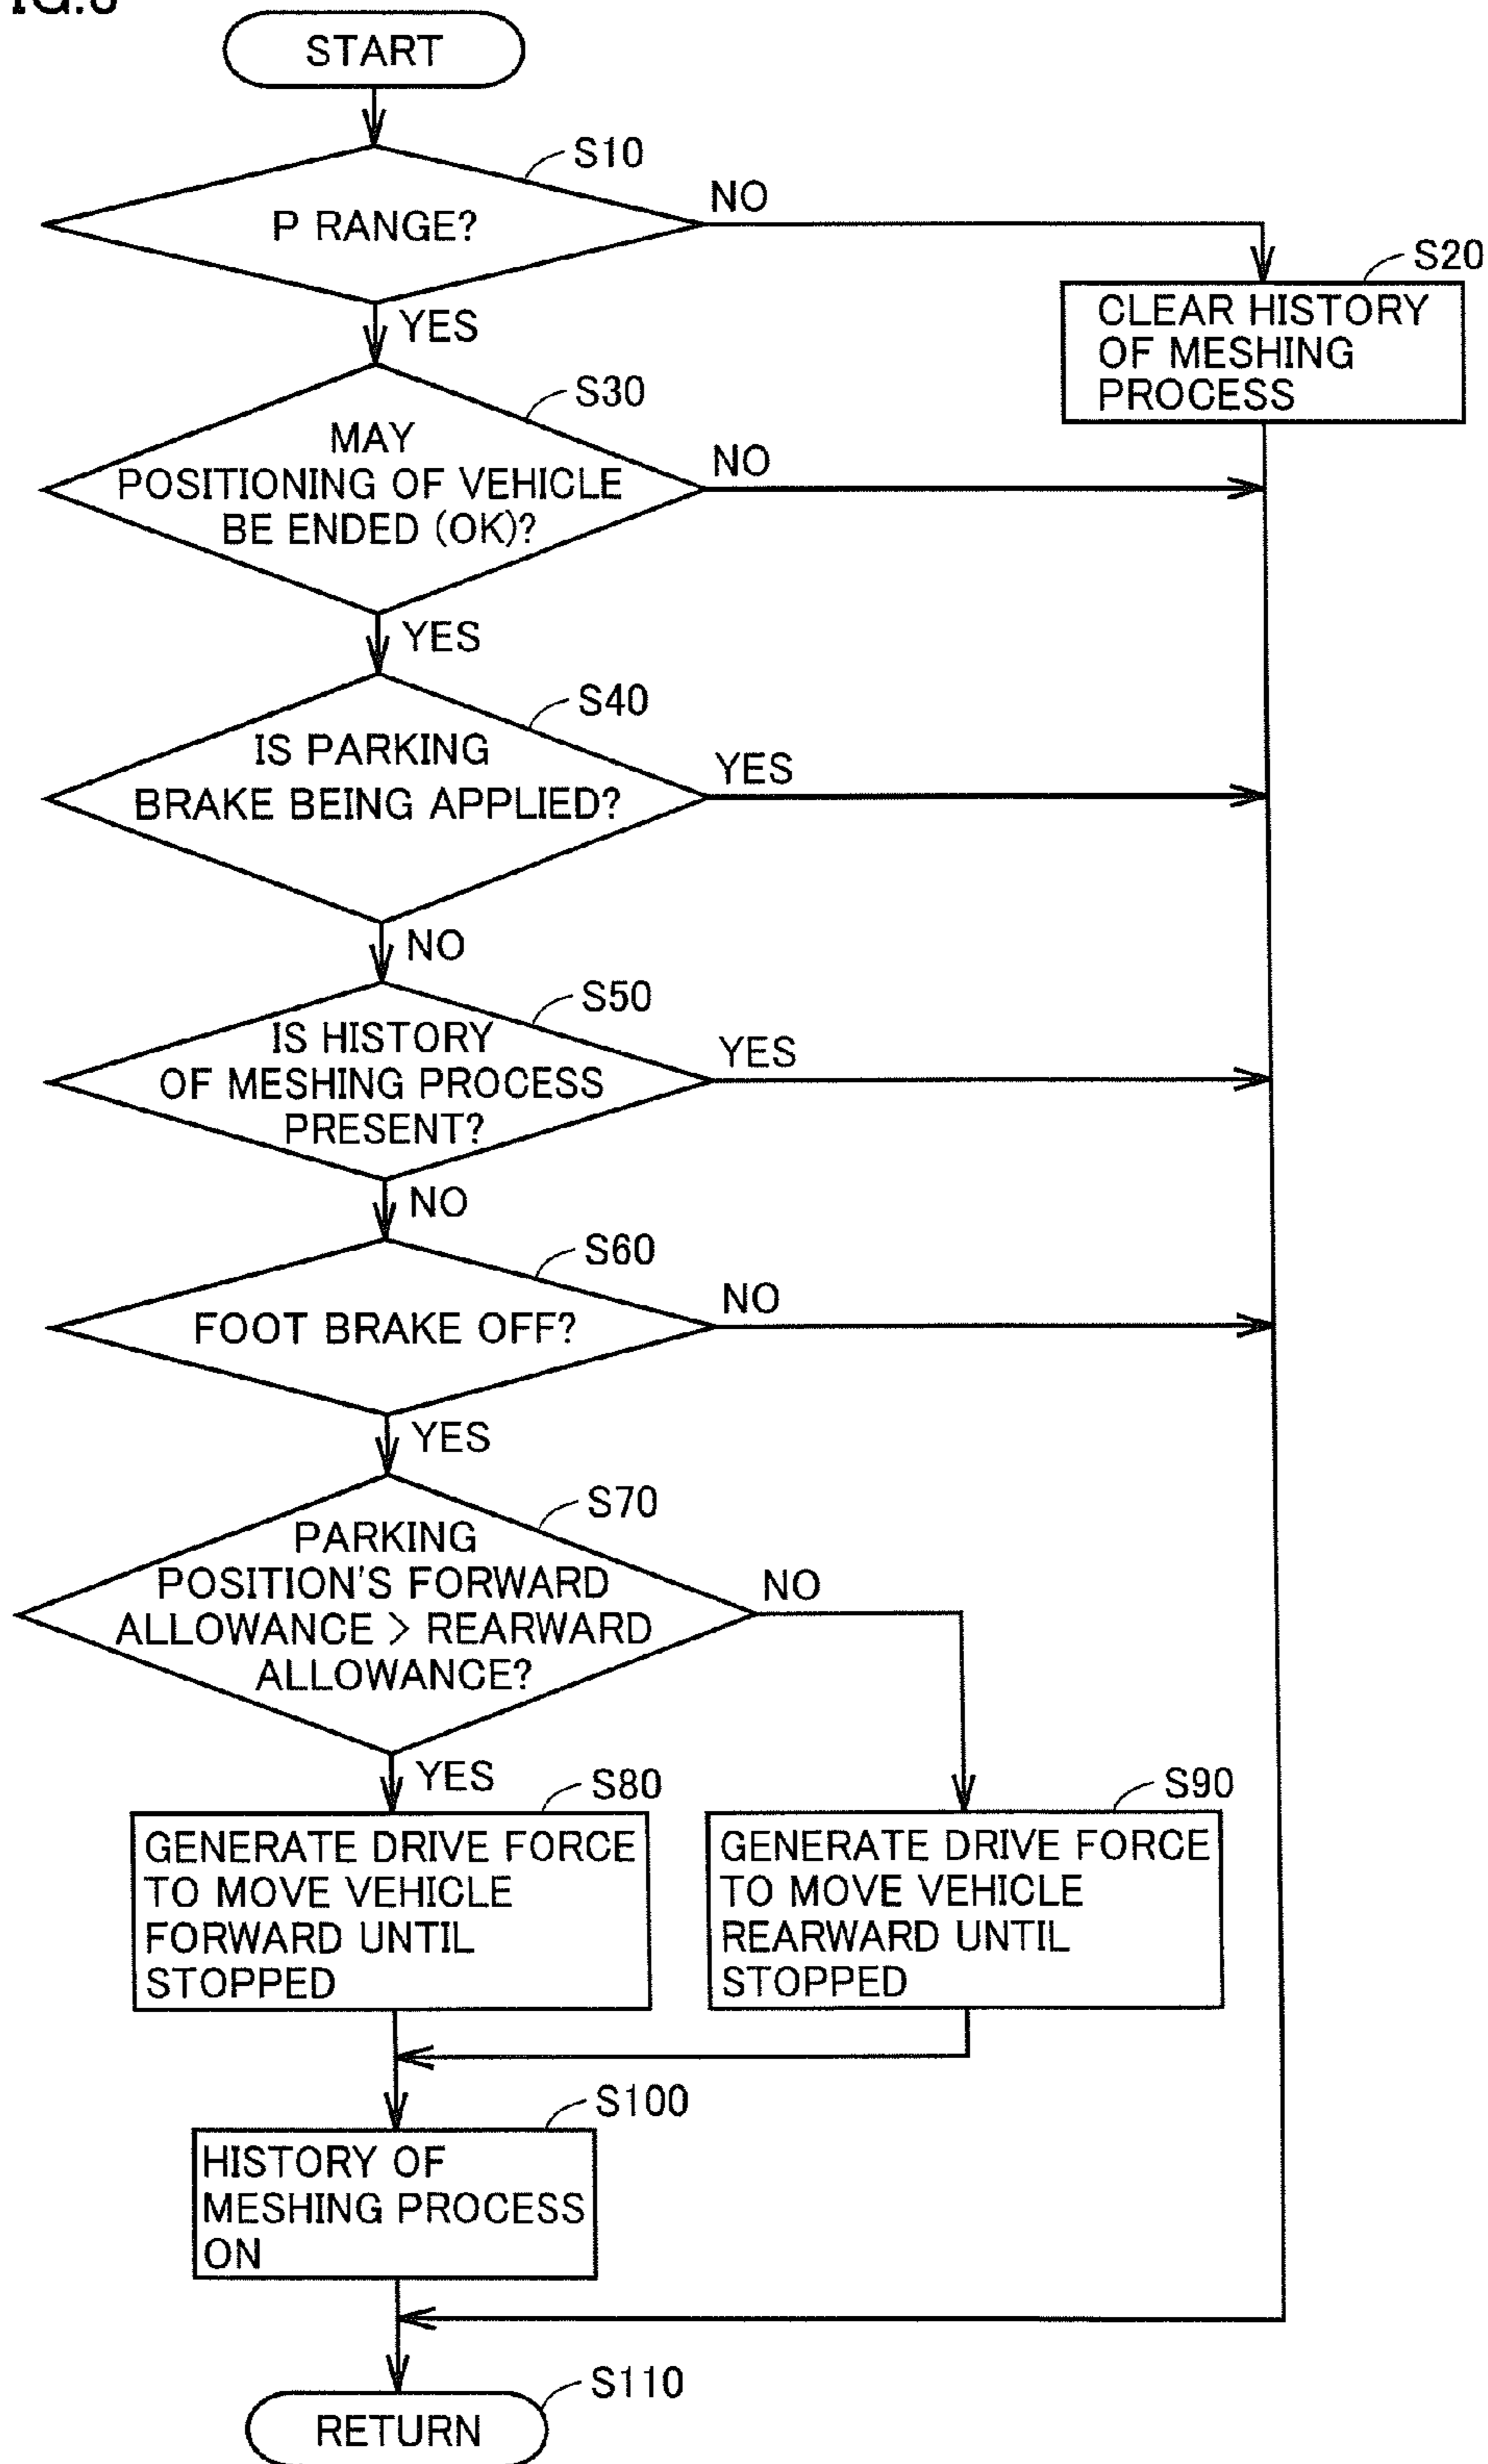 START
S10
P RANGE?
NO
S20
CLEAR HISTORY
OF MESHING
PROCESS
YES
S30
MAY
POSITIONING OF VEHICLE
BE ENDED (OK)?
NO
YES
S40
IS PARKING
BRAKE BEING APPLIED?
YES
NO
S50
IS HISTORY
OF MESHING PROCESS
PRESENT?
YES
NO
S60
FOOT BRAKE OFF?
NO
YES
S70
PARKING
POSITION'S FORWARD
ALLOWANCE > REARWARD
ALLOWANCE?
NO
YES
S80
GENERATE DRIVE FORCE
TO MOVE VEHICLE
FORWARD UNTIL
STOPPED
S90
GENERATE DRIVE FORCE
TO MOVE VEHICLE
REARWARD UNTIL
STOPPED
S100
HISTORY OF
MESHING PROCESS
ON
S110
RETURN